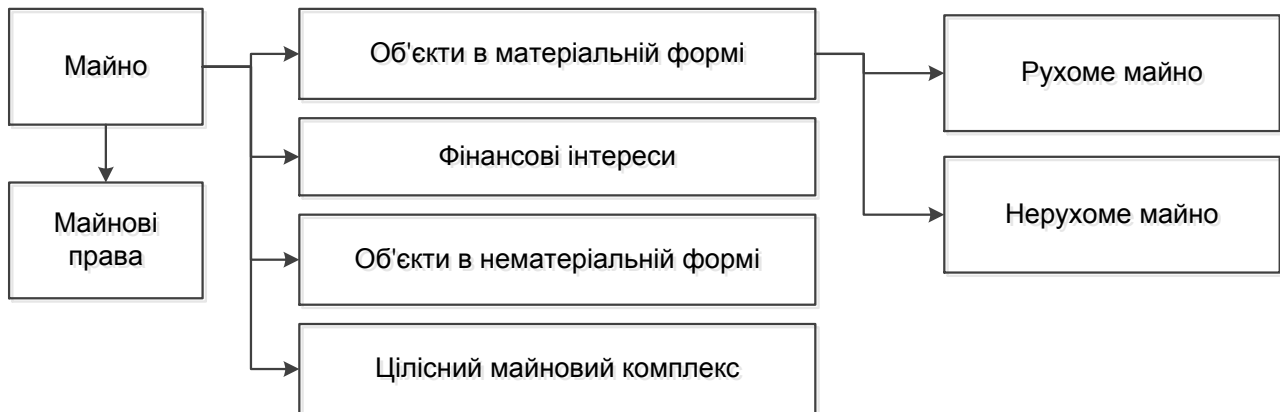 Майно
Майнові
права
Об'єкти в матеріальній формі
Фінансові інтереси
Об'єкти в нематеріальній формі
Цілісний майновий комплекс
Рухоме майно
Нерухоме майно